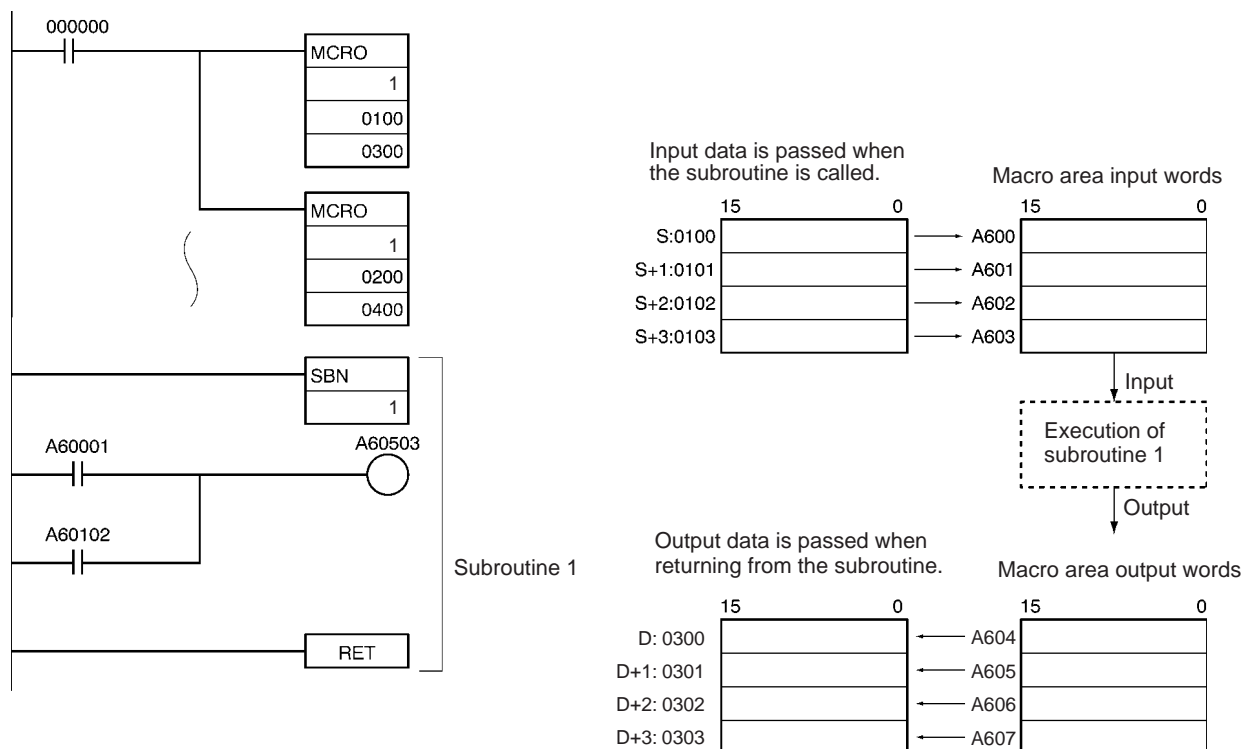 000000
MCRO
1
0100
0300
MCRO
1
0200
0400
SBN
1
A60001
A60503
A60102
Subroutine 1
RET
Input data is passed when
the subroutine is called.
Macro area input words
15 0 15 0
S:0100 A600
S+1:0101 A601
S+2:0102 A602
S+3:0103 A603
Input
Execution of
subroutine 1
Output
Output data is passed when
returning from the subroutine.
Macro area output words
15 0 15 0
D: 0300 A604
D+1: 0301 A605
D+2: 0302 A606
D+3: 0303 A607